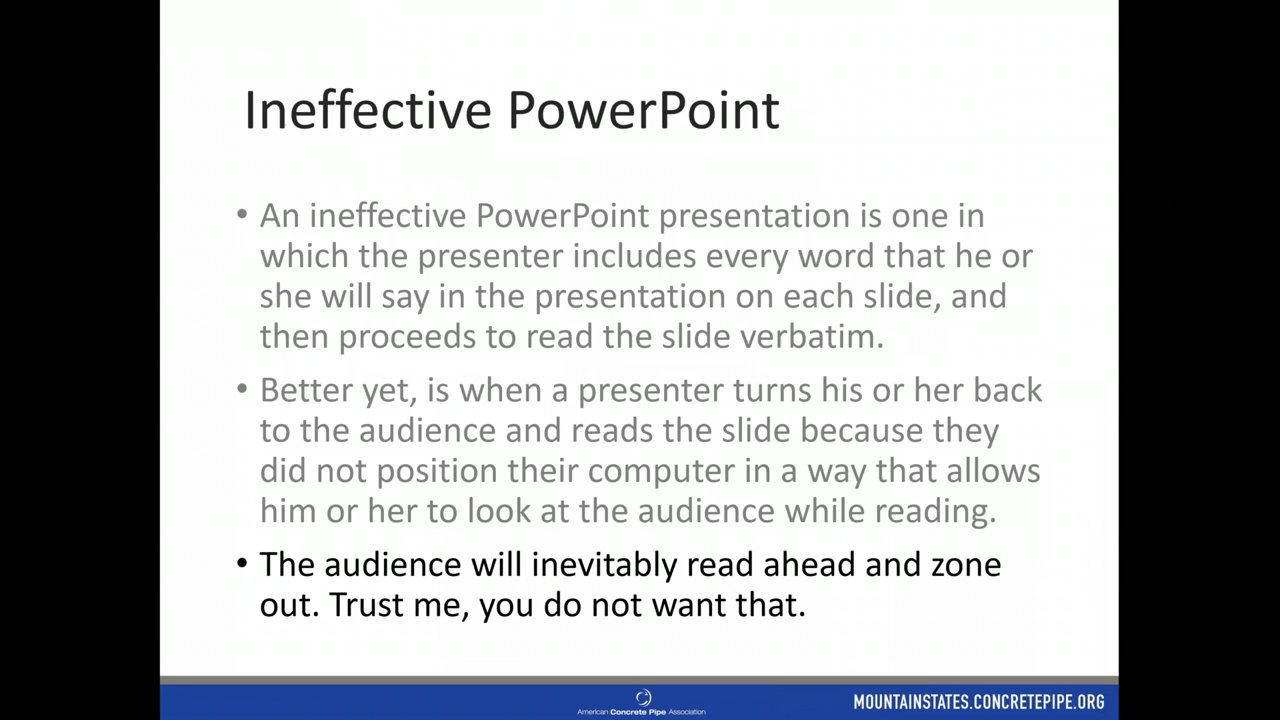 Ineffective PowerPoint
• An ineffective PowerPoint presentation is one in
which the presenter includes every word that he or
she will say in the presentation on each slide, and
then proceeds to read the slide verbatim.
• Better yet, is when a presenter turns his or her back
to the audience and reads the slide because they
did not position their computer in a way that allows
him or her to look at the audience while reading.
• The audience will inevitably read ahead and zone
out. Trust me, you do not want that.
American Concrete Pipe Association
MOUNTAINSTATES.CONCRETEPIPE.ORG